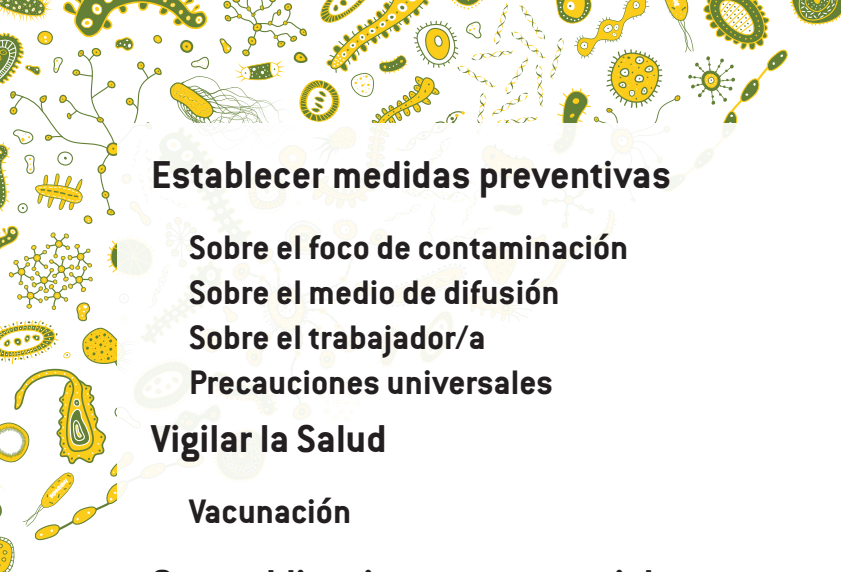 Establecer medidas preventivas
Sobre el foco de contaminación
Sobre el medio de difusión
Sobre el trabajador/a
Precauciones universales
Vigilar la Salud
Vacunación